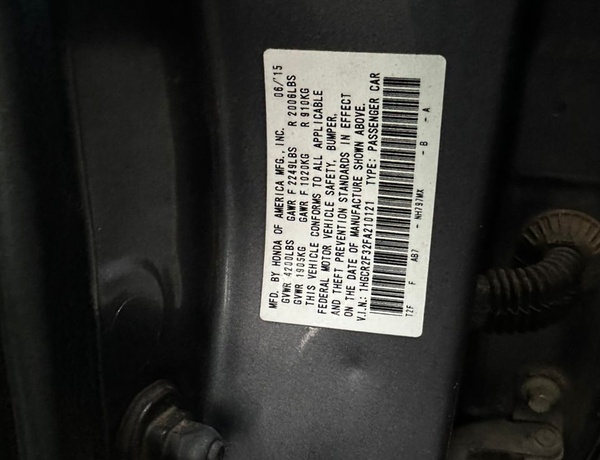 MFD. BY HONDA OF AMERICA MFG., INC. 06/'15
GVWR 4200LBS GAWR F 2249LBS R 2006LBS
GVWR 1905KG GAWR F 1020KG R 910KG
THIS VEHICLE CONFORMS TO ALL APPLICABLE
FEDERAL MOTOR VEHICLE SAFETY, BUMPER,
AND THEFT PREVENTION STANDARDS IN EFFECT
ON THE DATE OF MANUFACTURE SHOWN ABOVE.
V.I.N.: 1HGCR2F32FA210121 TYPE: PASSENGER CAR
T2F F AB7 - NH797MX - B - A